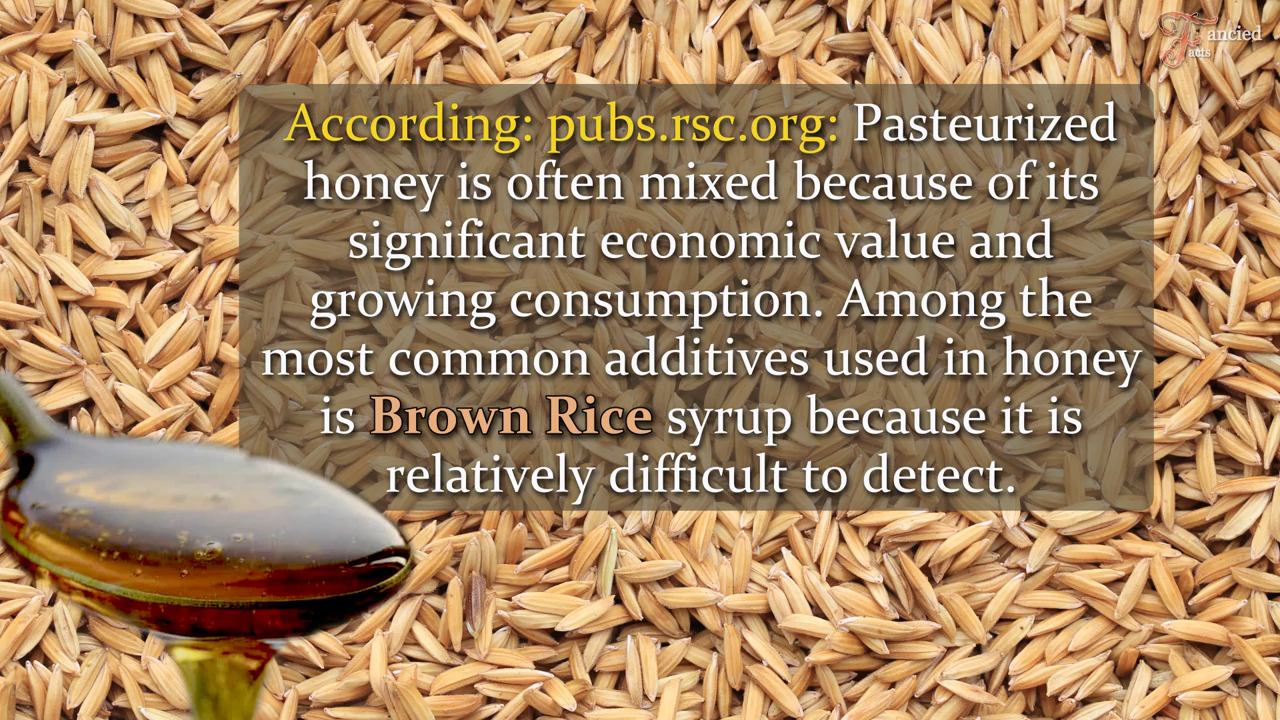 Fancied
Facts
According: pubs.rsc.org: Pasteurized
honey is often mixed because of its
significant economic value and
growing consumption. Among the
most common additives used in honey
is Brown Rice syrup because it is
relatively difficult to detect.